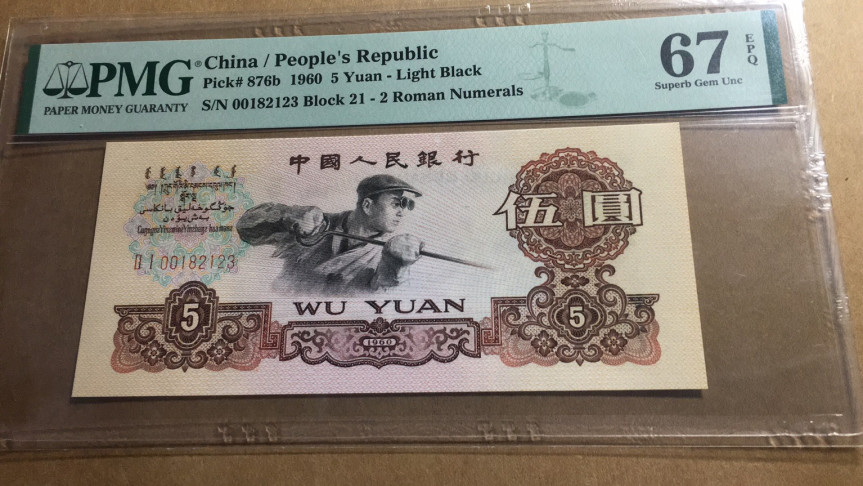 PMG
PAPER MONEY GUARANTY
China / People's Republic
Pick# 876b 1960 5 Yuan - Light Black
S/N 00182123 Block 21 - 2 Roman Numerals
67 EPQ
Superb Gem Unc
中國人民銀行
伍圓
II I 00182123
WU YUAN
5
1960
5